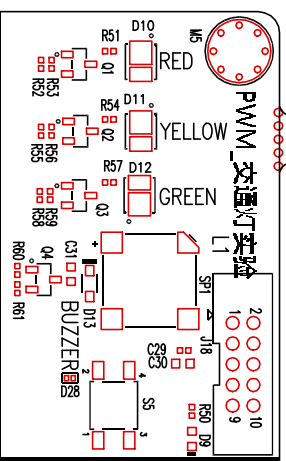 D10
R51
M5
RED
Q1
R52
R53
D11
R54
YELLOW
Q2
R55
R56
PWM_交通灯实验
R57
D12
GREEN
Q3
R58
R59
+
L1
SP1
Q4
C31
R60
R61
D13
BUZZER
D28
1
2
J18
9
10
C29
C30
2
4
S5
1
3
R50
D9